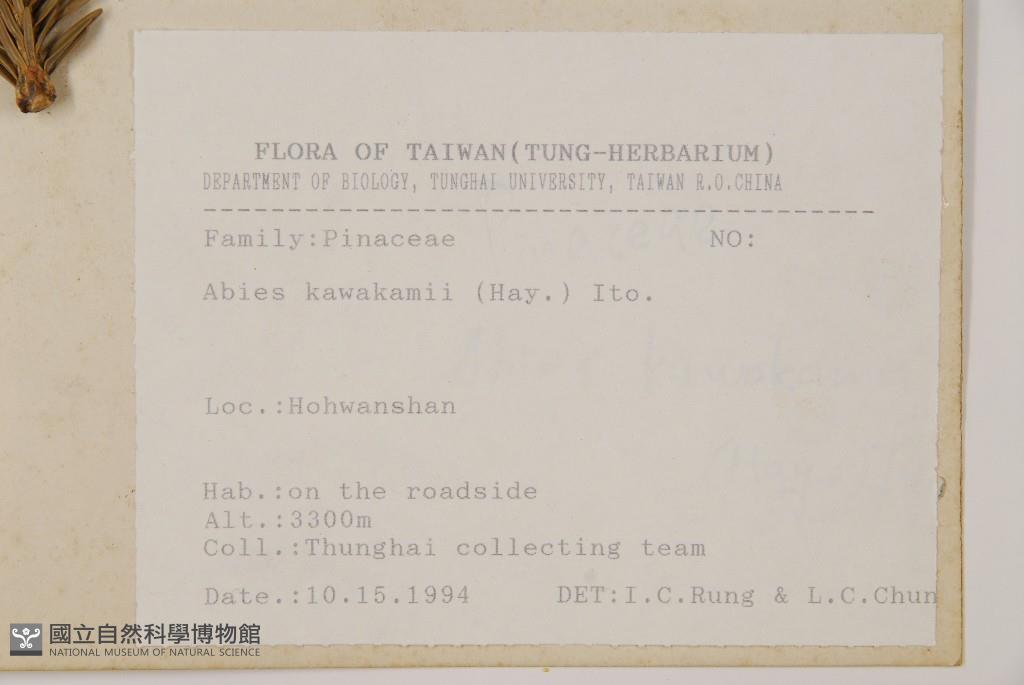 FLORA OF TAIWAN(TUNG-HERBARIUM)
DEPARTMENT OF BIOLOGY, TUNGHAI UNIVERSITY, TAIWAN R.O.CHINA
----------------------------------------
Family:Pinaceae NO:
Abies kawakamii (Hay.) Ito.
Loc.:Hohwanshan
Hab.:on the roadside
Alt.:3300m
Coll.:Thunghai collecting team
Date.:10.15.1994 DET:I.C.Rung & L.C.Chun
國立自然科學博物館
NATIONAL MUSEUM OF NATURAL SCIENCE